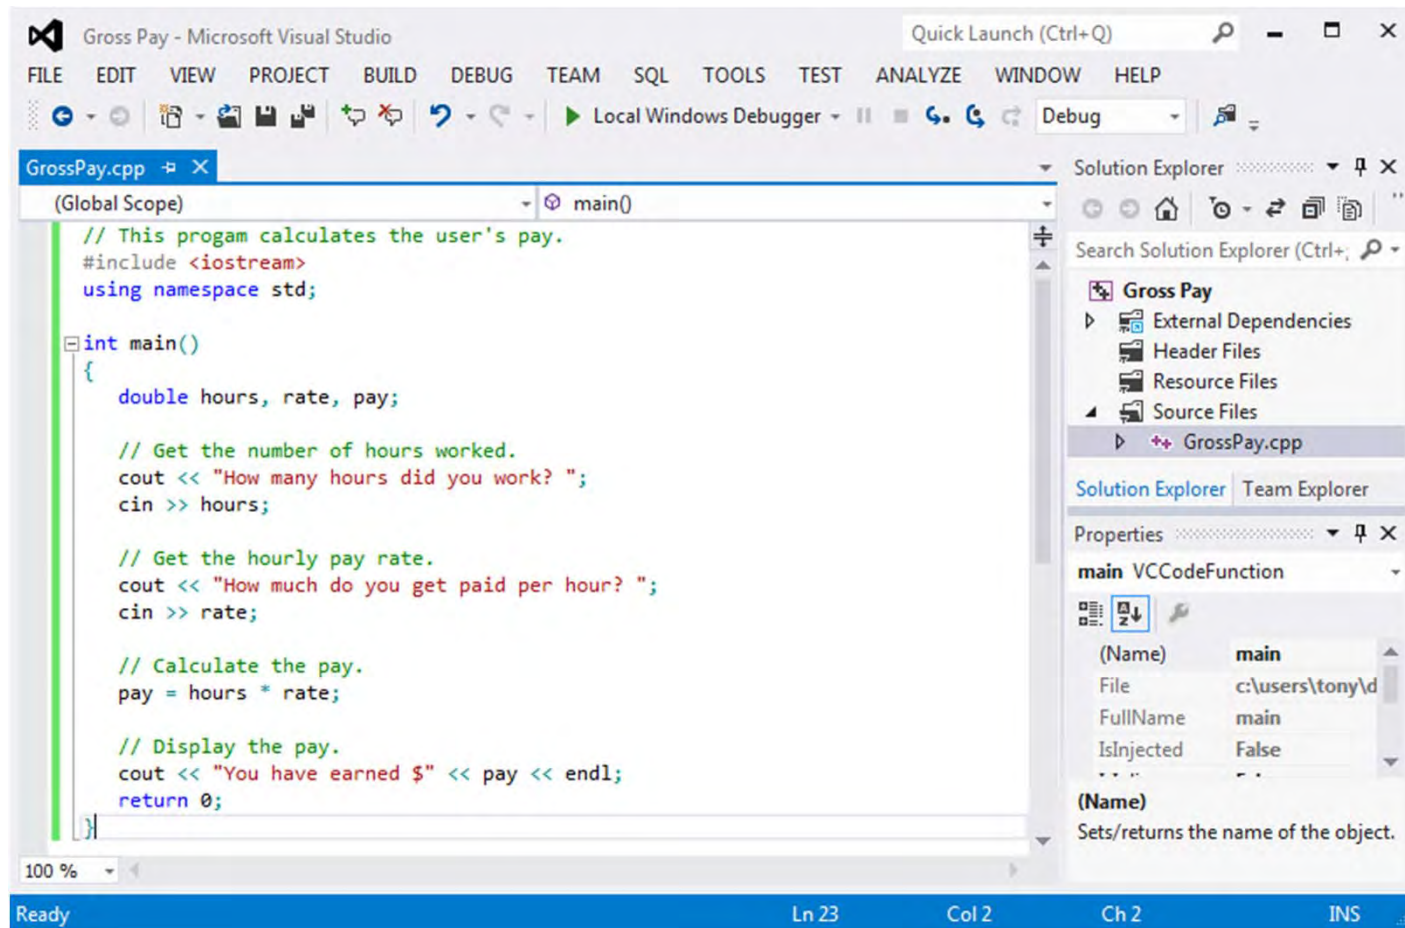 Gross Pay - Microsoft Visual Studio
Quick Launch (Ctrl+Q)
FILE EDIT VIEW PROJECT BUILD DEBUG TEAM SQL TOOLS TEST ANALYZE WINDOW HELP
Local Windows Debugger
Debug
GrossPay.cpp
(Global Scope)
main()
// This progam calculates the user's pay.
#include <iostream>
using namespace std;
int main()
{
double hours, rate, pay;
// Get the number of hours worked.
cout << "How many hours did you work? ";
cin >> hours;
// Get the hourly pay rate.
cout << "How much do you get paid per hour? ";
cin >> rate;
// Calculate the pay.
pay = hours * rate;
// Display the pay.
cout << "You have earned $" << pay << endl;
return 0;
}
100 %
Solution Explorer
Search Solution Explorer (Ctrl+;
Gross Pay
External Dependencies
Header Files
Resource Files
Source Files
GrossPay.cpp
Solution Explorer Team Explorer
Properties
main VCCodeFunction
(Name) main
File c:\users\tony\d
FullName main
IsInjected False
(Name)
Sets/returns the name of the object.
Ready Ln 23 Col 2 Ch 2 INS